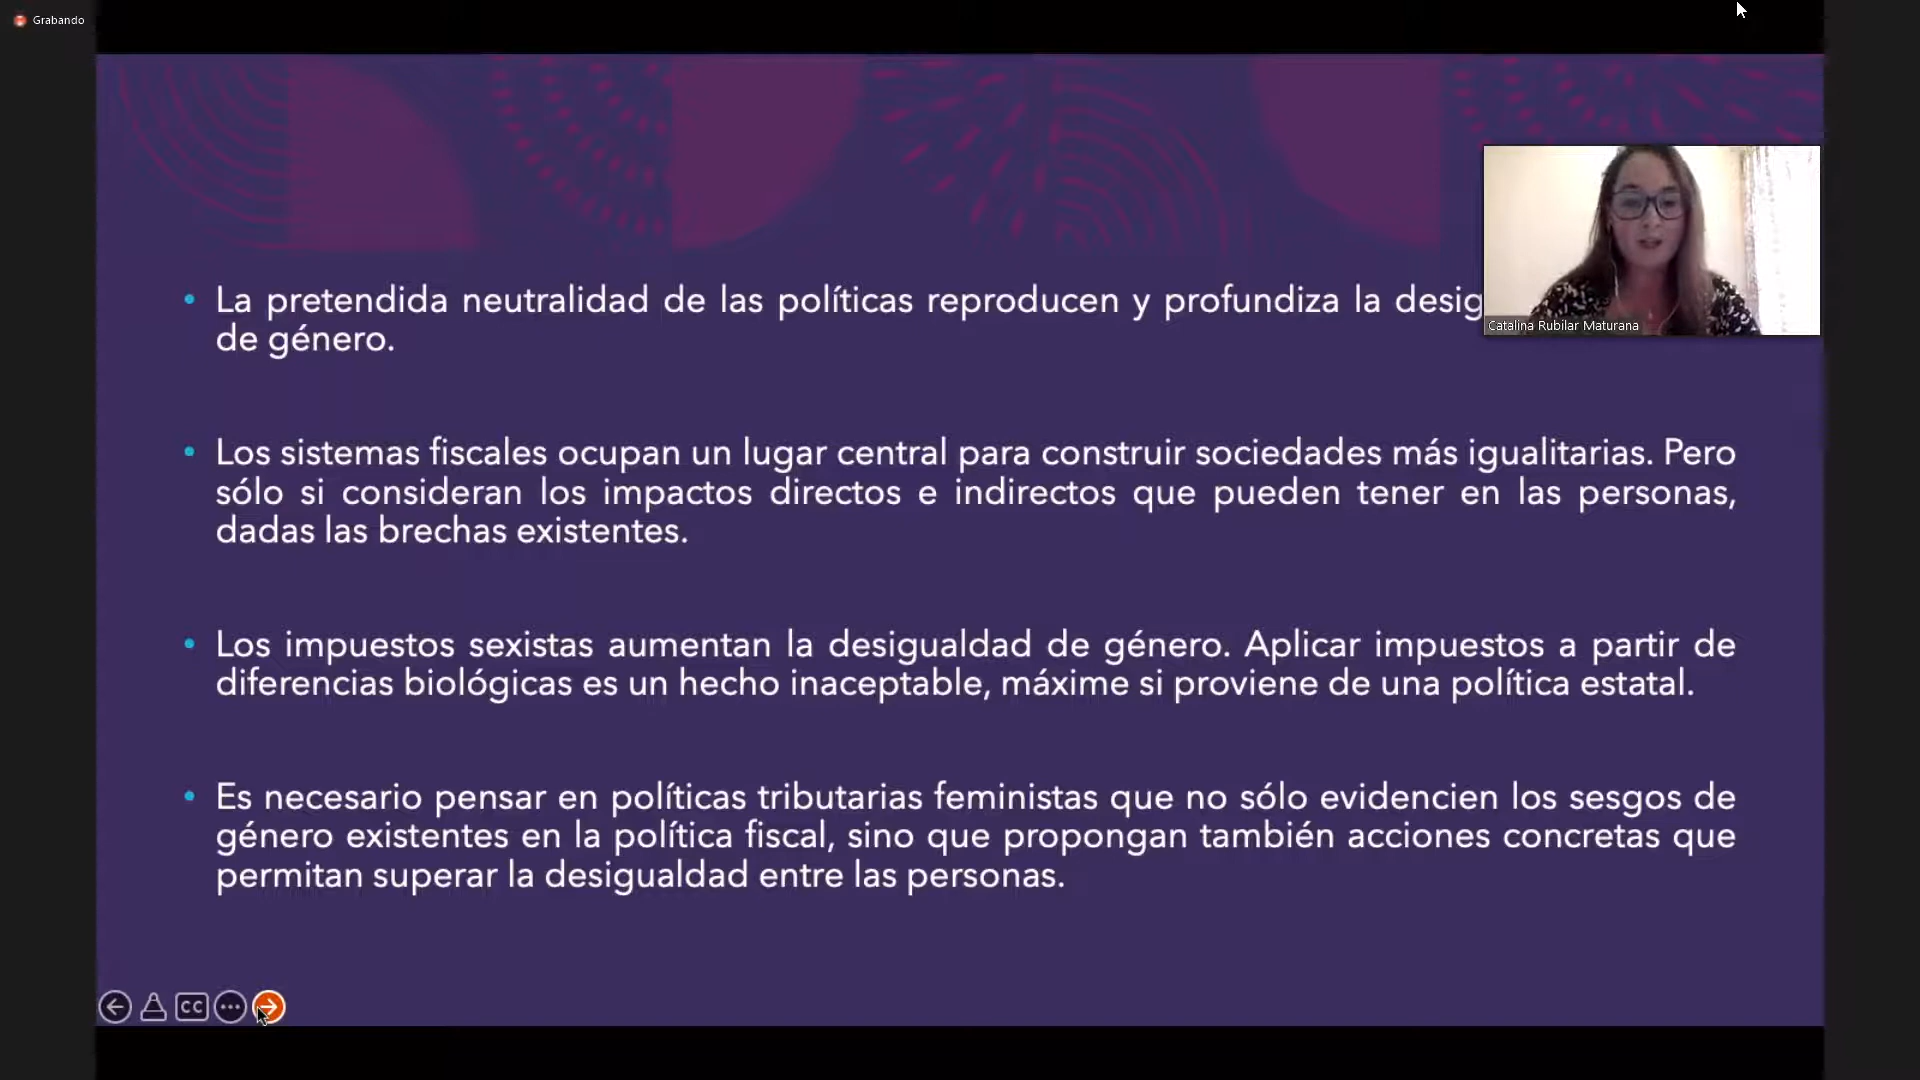 Grabando
La pretendida neutralidad de las políticas reproducen y profundiza la
de género.
Catalina Rubilar Maturana
Los sistemas fiscales ocupan un lugar central para construir sociedades más igualitarias. Pero
sólo si consideran los impactos directos e indirectos que pueden tener en las personas,
dadas las brechas existentes.
Los impuestos sexistas aumentan la desigualdad de género. Aplicar impuestos a partir de
diferencias biológicas es un hecho inaceptable, máxime si proviene de una política estatal.
Es necesario pensar en políticas tributarias feministas que no sólo evidencien los sesgos de
género existentes en la política fiscal, sino que propongan también acciones concretas que
permitan superar la desigualdad entre las personas.
CC